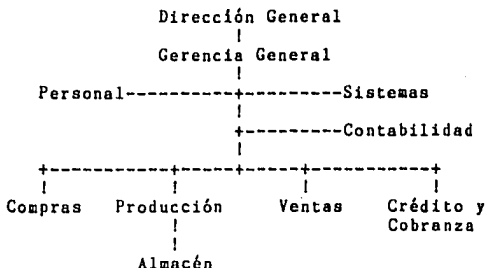 Dirección General
Gerencia General
Personal Sistemas
Contabilidad
Compras Producción Ventas Crédito y
Cobranza
Almacén